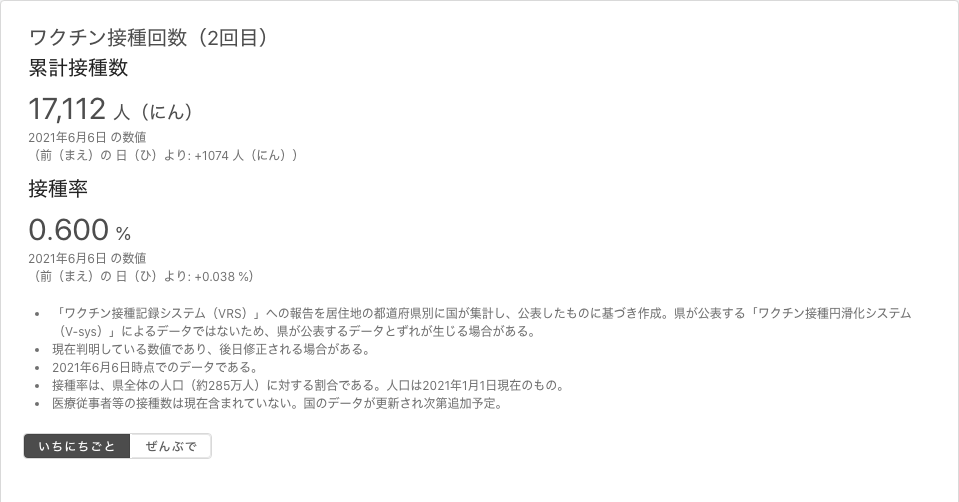 ワクチン接種回数（2回目）
累計接種数
17,112 人（にん）
2021年6月6日 の数値
（前（まえ）の 日（ひ）より: +1074 人（にん））
接種率
0.600 %
2021年6月6日 の数値
（前（まえ）の 日（ひ）より: +0.038 %）
• 「ワクチン接種記録システム（VRS）」への報告を居住地の都道府県別に国が集計し、公表したものに基づき作成。県が公表する「ワクチン接種円滑化システム
（V-sys）」によるデータではないため、県が公表するデータとずれが生じる場合がある。
• 現在判明している数値であり、後日修正される場合がある。
• 2021年6月6日時点でのデータである。
• 接種率は、県全体の人口（約285万人）に対する割合である。人口は2021年1月1日現在のもの。
• 医療従事者等の接種数は現在含まれていない。国のデータが更新され次第追加予定。
いちにちごと ぜんぶで